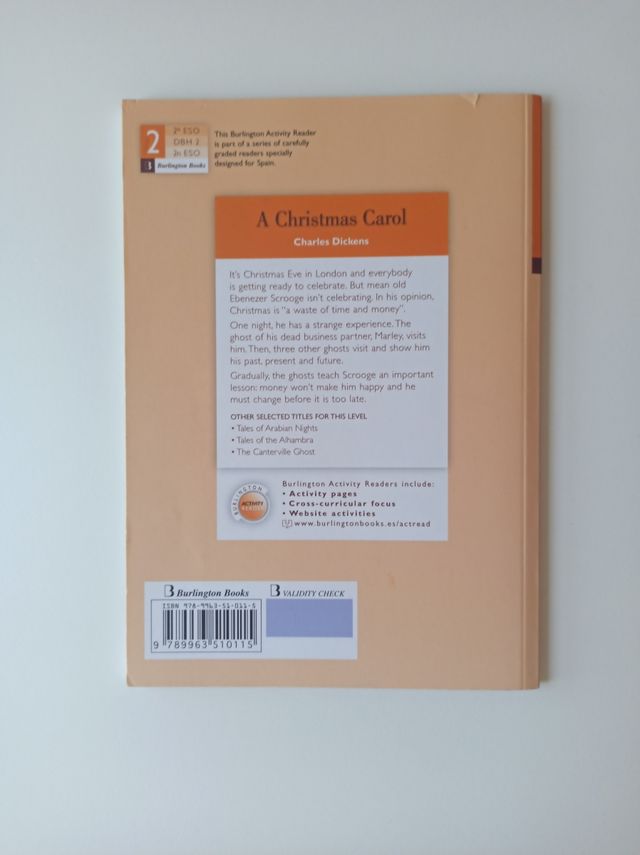 2
2º ESO
DBH 2
2n ESO
B Burlington Books
This Burlington Activity Reader
is part of a series of carefully
graded readers specially
designed for Spain.
A Christmas Carol
Charles Dickens
It's Christmas Eve in London and everybody
is getting ready to celebrate. But mean old
Ebenezer Scrooge isn't celebrating. In his opinion,
Christmas is "a waste of time and money".
One night, he has a strange experience. The
ghost of his dead business partner, Marley, visits
him. Then, three other ghosts visit and show him
his past, present and future.
Gradually, the ghosts teach Scrooge an important
lesson: money won't make him happy and he
must change before it is too late.
OTHER SELECTED TITLES FOR THIS LEVEL
• Tales of Arabian Nights
• Tales of the Alhambra
• The Canterville Ghost
BURLINGTON
ACTIVITY
READER
Burlington Activity Readers include:
• Activity pages
• Cross-curricular focus
• Website activities
www.burlingtonbooks.es/actread
B Burlington Books
B VALIDITY CHECK
ISBN 978-9963-51-011-5
9 789963 510115